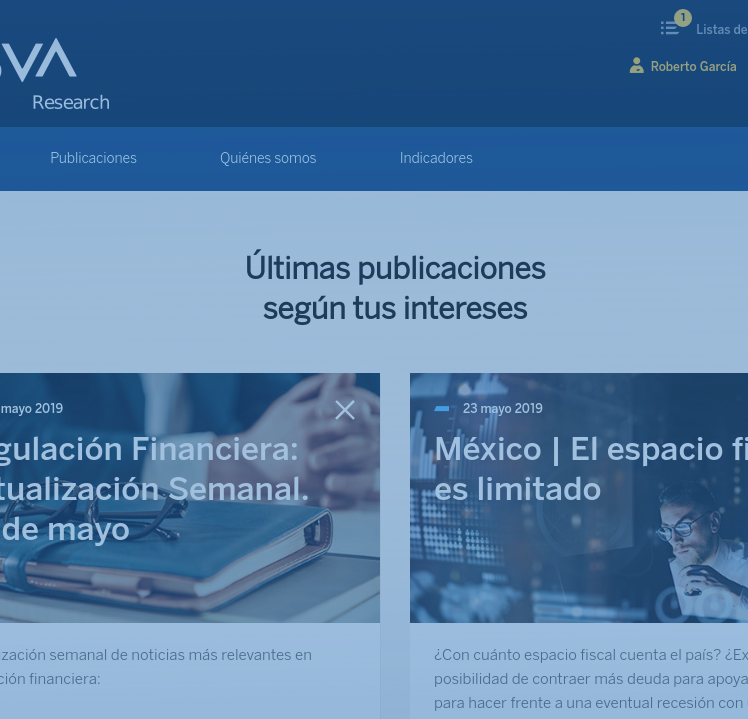 1
Listas de
VA
Research
Roberto García
Publicaciones
Quiénes somos
Indicadores
Últimas publicaciones
según tus intereses
mayo 2019
gulación Financiera:
tualización Semanal.
de mayo
23 mayo 2019
México | El espacio fi
es limitado
zación semanal de noticias más relevantes en
ción financiera:
¿Con cuánto espacio fiscal cuenta el país? ¿Ex
posibilidad de contraer más deuda para apoya
para hacer frente a una eventual recesión con